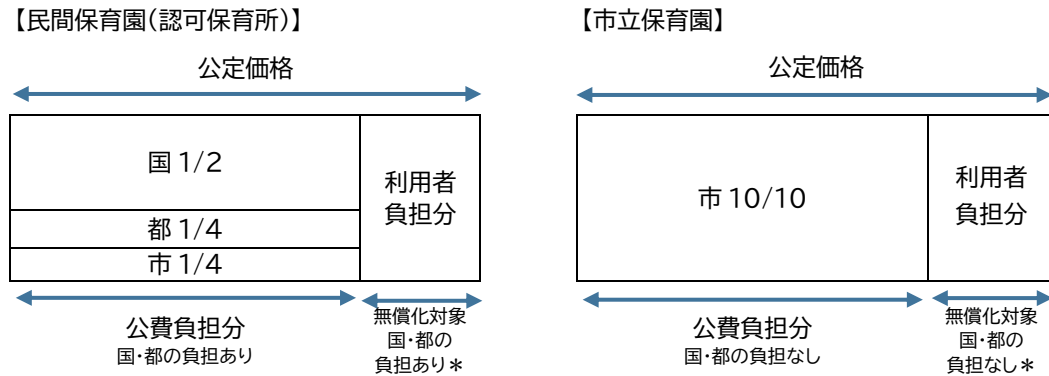 【民間保育園(認可保育所)】
公定価格
国 1/2
都 1/4
市 1/4
利用者
負担分
公費負担分
国・都の負担あり
無償化対象
国・都の
負担あり＊
【市立保育園】
公定価格
市 10/10
利用者
負担分
公費負担分
国・都の負担なし
無償化対象
国・都の
負担なし＊